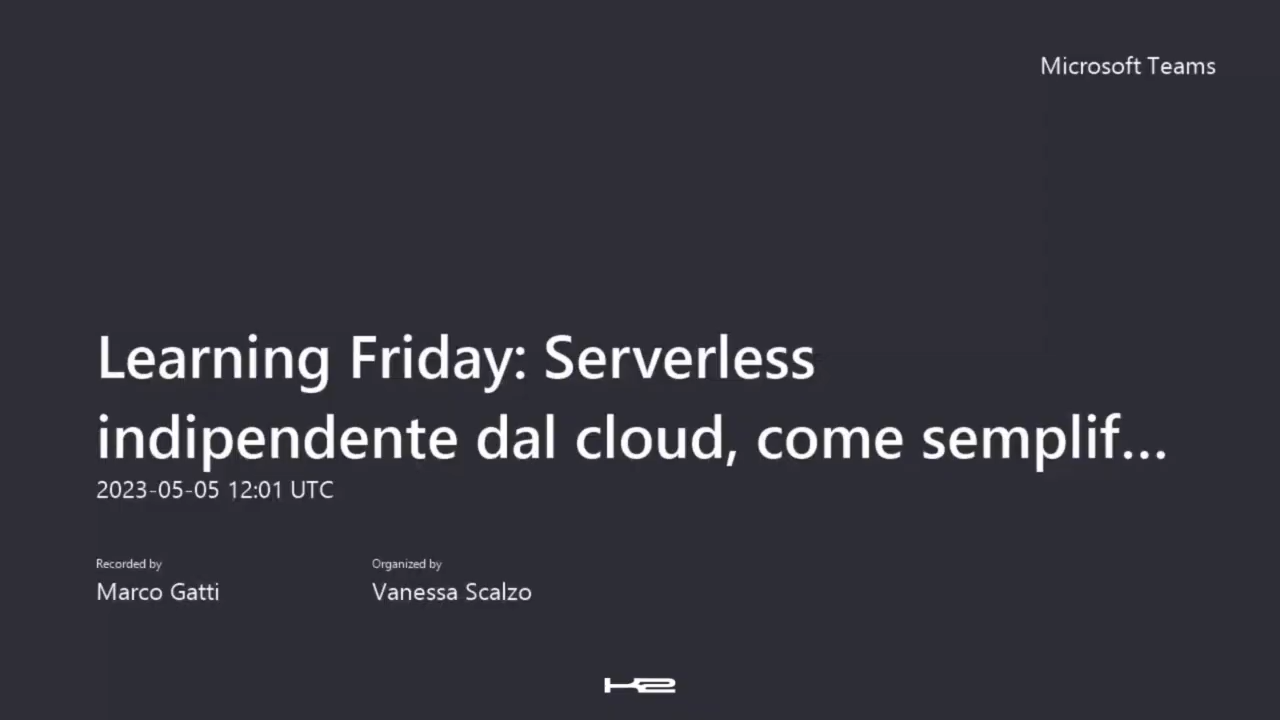 Microsoft Teams
Learning Friday: Serverless
indipendente dal cloud, come semplif...
2023-05-05 12:01 UTC
Recorded by
Organized by
Marco Gatti
Vanessa Scalzo
K2